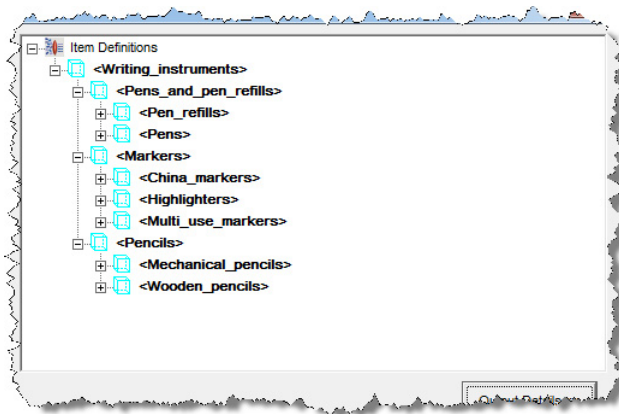 Item Definitions
<Writing_instruments>
<Pens_and_pen_refills>
<Pen_refills>
<Pens>
<Markers>
<China_markers>
<Highlighters>
<Multi_use_markers>
<Pencils>
<Mechanical_pencils>
<Wooden_pencils>